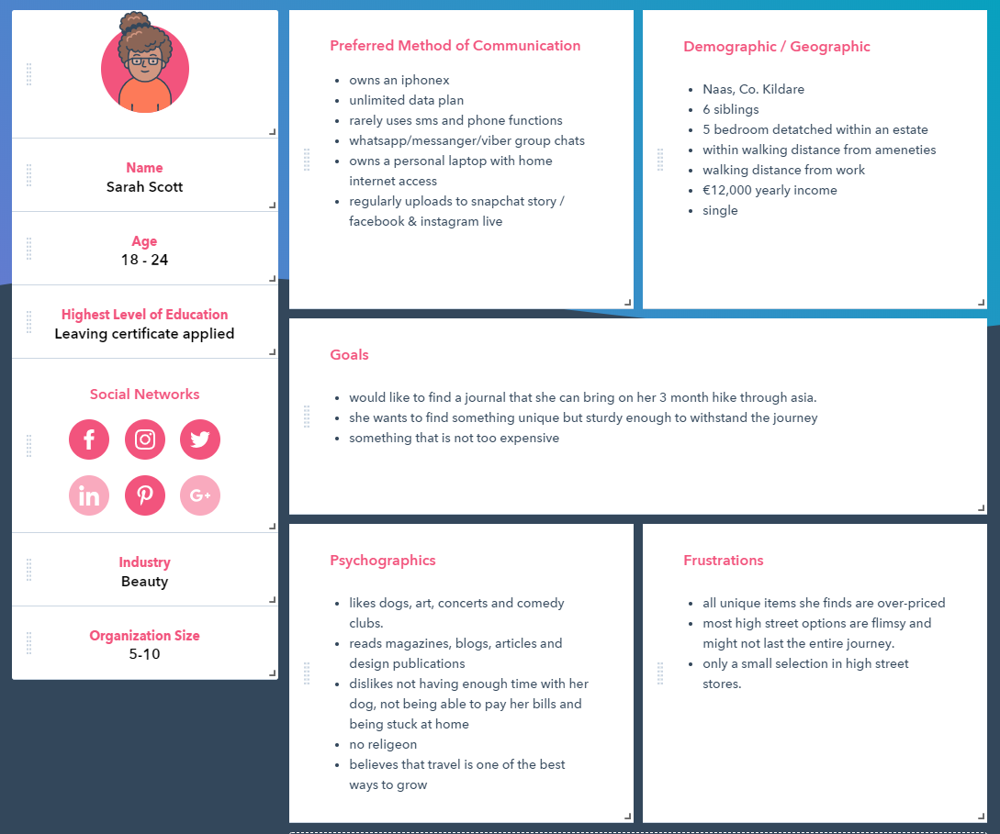 Name
Sarah Scott
Age
18 - 24
Highest Level of Education
Leaving certificate applied
Social Networks
f
in
G+
Industry
Beauty
Organization Size
5-10
Preferred Method of Communication
• owns an iphonex
• unlimited data plan
• rarely uses sms and phone functions
• whatsapp/messanger/viber group chats
• owns a personal laptop with home
internet access
• regularly uploads to snapchat story /
facebook & instagram live
Demographic / Geographic
• Naas, Co. Kildare
• 6 siblings
• 5 bedroom detatched within an estate
• within walking distance from ameneties
• walking distance from work
• €12,000 yearly income
• single
Goals
• would like to find a journal that she can bring on her 3 month hike through asia.
• she wants to find something unique but sturdy enough to withstand the journey
• something that is not too expensive
Psychographics
• likes dogs, art, concerts and comedy
clubs.
• reads magazines, blogs, articles and
design publications
• dislikes not having enough time with her
dog, not being able to pay her bills and
being stuck at home
• no religeon
• believes that travel is one of the best
ways to grow
Frustrations
• all unique items she finds are over-priced
• most high street options are flimsy and
might not last the entire journey.
• only a small selection in high street
stores.